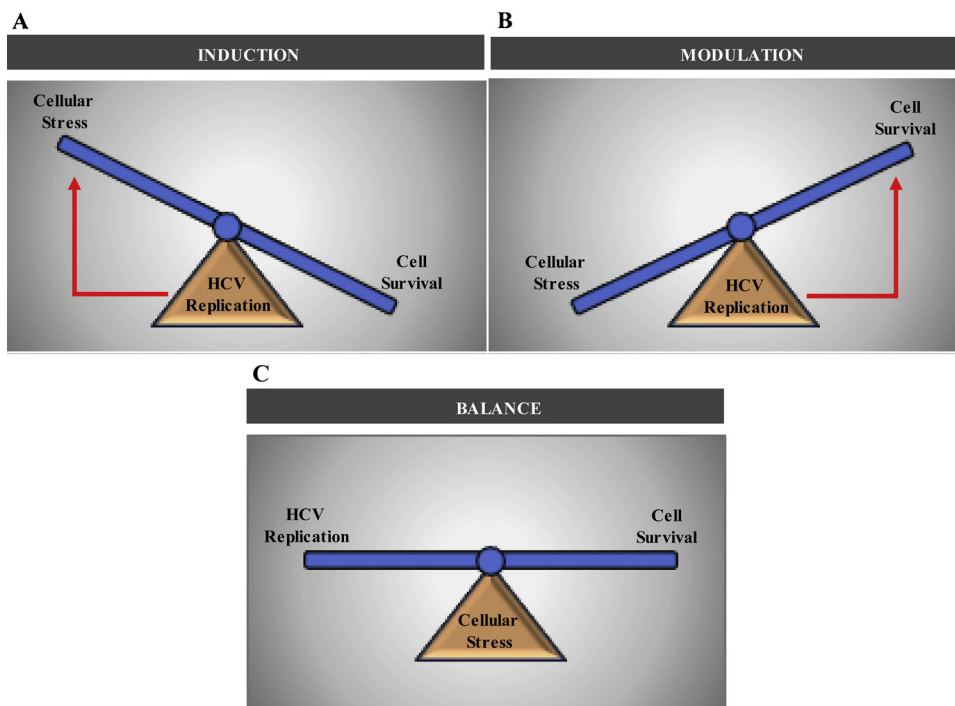 A
INDUCTION
Cellular
Stress
HCV
Replication
Cell
Survival
B
MODULATION
Cell
Survival
Cellular
Stress
HCV
Replication
C
BALANCE
HCV
Replication
Cell
Survival
Cellular
Stress